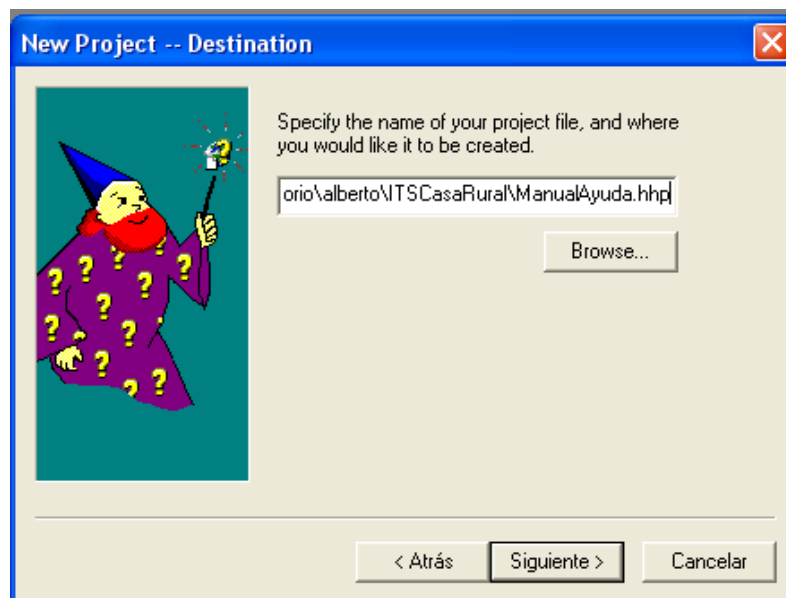 New Project -- Destination
Specify the name of your project file, and where
you would like it to be created.
orio\alberto\ITSCasaRural\ManualAyuda.hhp
Browse...
< Atrás
Siguiente >
Cancelar